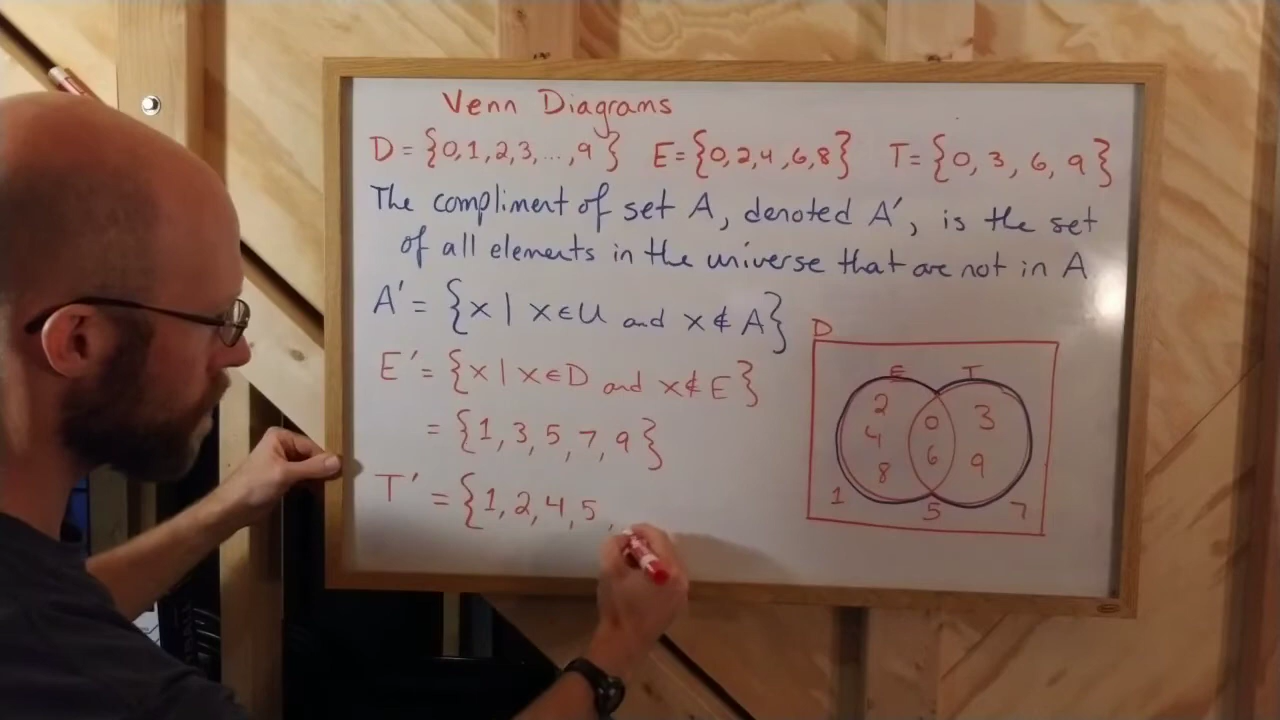 Venn Diagrams
D = {0, 1, 2, 3, ..., 9} E = {0, 2, 4, 6, 8} T = {0, 3, 6, 9}
The compliment of set A, denoted A', is the set
of all elements in the universe that are not in A
A' = {x | x ∈ U and x ∉ A}
E' = {x | x ∈ D and x ∉ E}
= {1, 3, 5, 7, 9}
T' = {1, 2, 4, 5,
D
E T
2 0 3
4
6 9
8
1 5 7